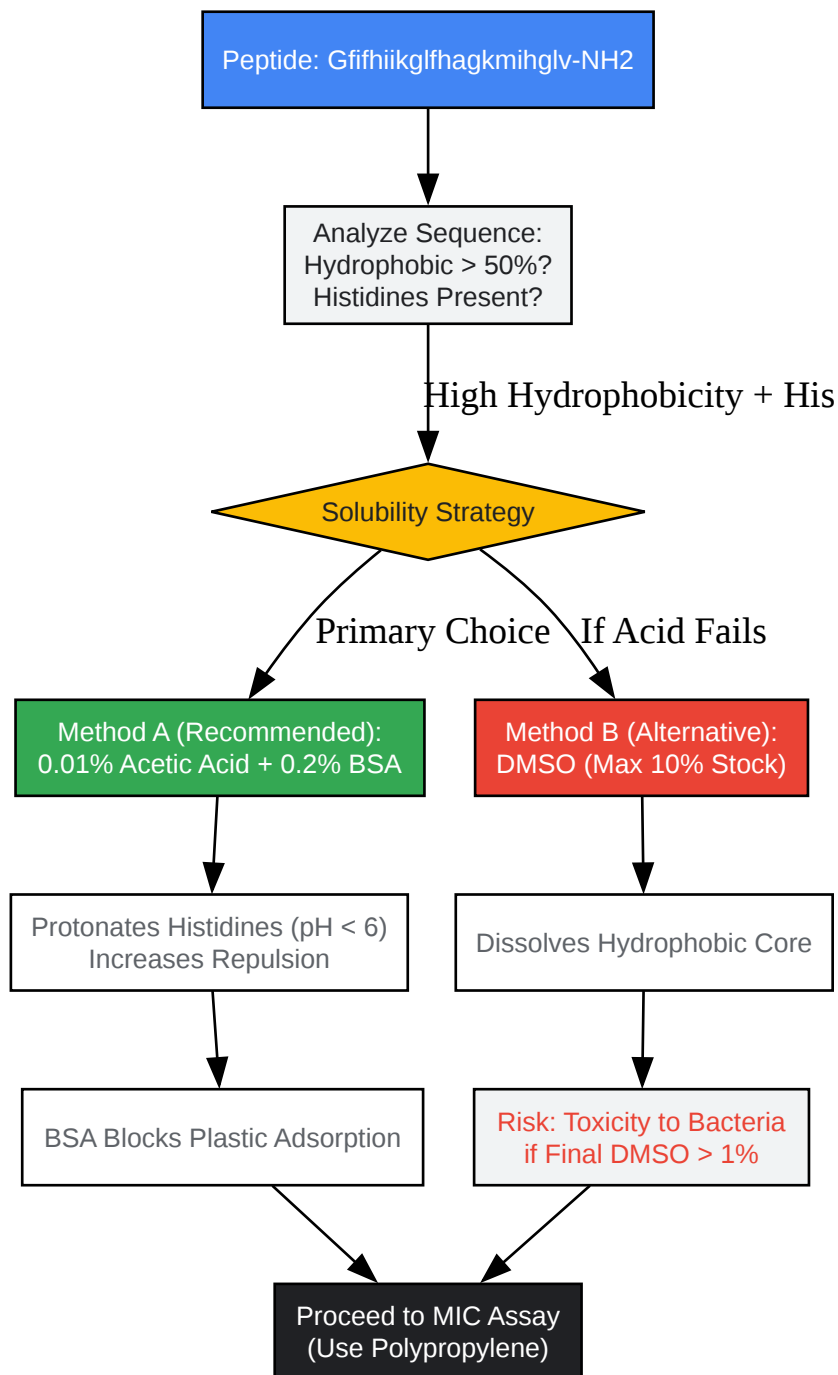 Peptide: Gfifhiikglfhagkmihglv-NH2
Analyze Sequence:
Hydrophobic > 50%?
Histidines Present?
High Hydrophobicity + His
Solubility Strategy
Primary Choice
If Acid Fails
Method A (Recommended):
0.01% Acetic Acid + 0.2% BSA
Method B (Alternative):
DMSO (Max 10% Stock)
Protonates Histidines (pH < 6)
Increases Repulsion
Dissolves Hydrophobic Core
BSA Blocks Plastic Adsorption
Risk: Toxicity to Bacteria
if Final DMSO > 1%
Proceed to MIC Assay
(Use Polypropylene)